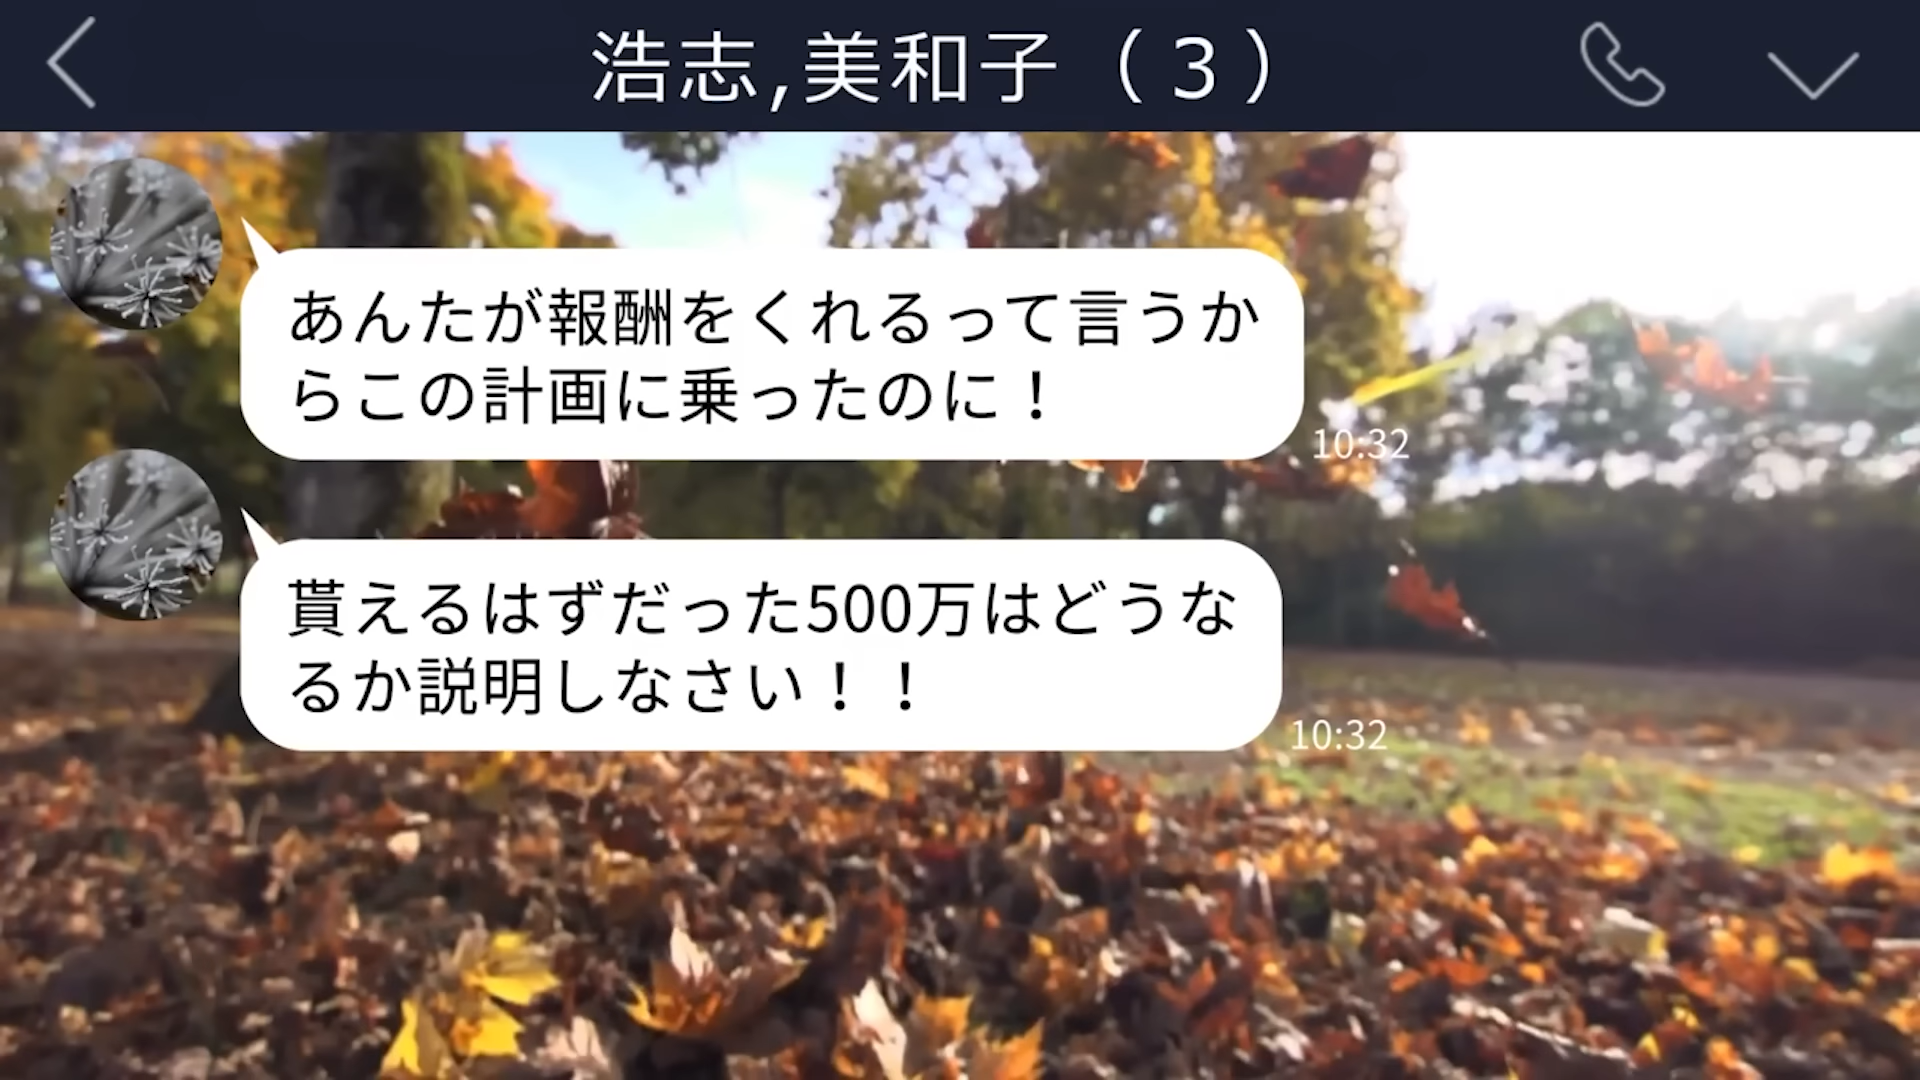 浩志,美和子（３）
あんたが報酬をくれるって言うか
らこの計画に乗ったのに！
10:32
貰えるはずだった500万はどうな
るか説明しなさい！！
10:32